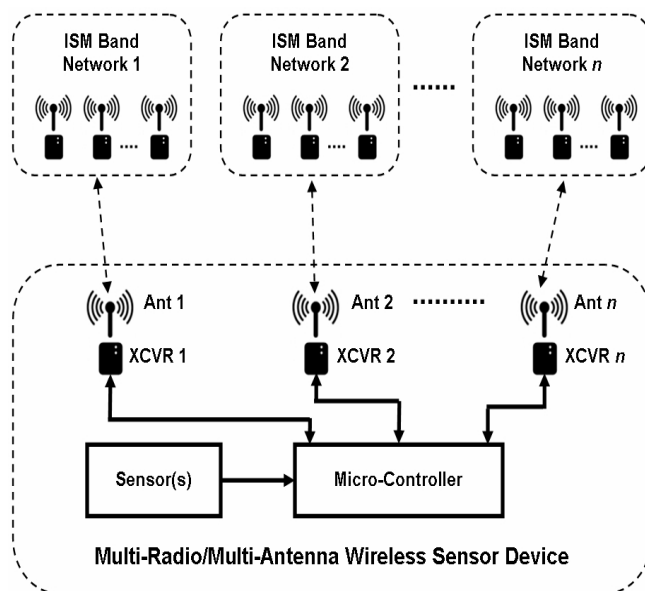 ISM Band
Network 1
ISM Band
Network 2
ISM Band
Network n
Ant 1
Ant 2
Ant n
XCVR 1
XCVR 2
XCVR n
Sensor(s)
Micro-Controller
Multi-Radio/Multi-Antenna Wireless Sensor Device